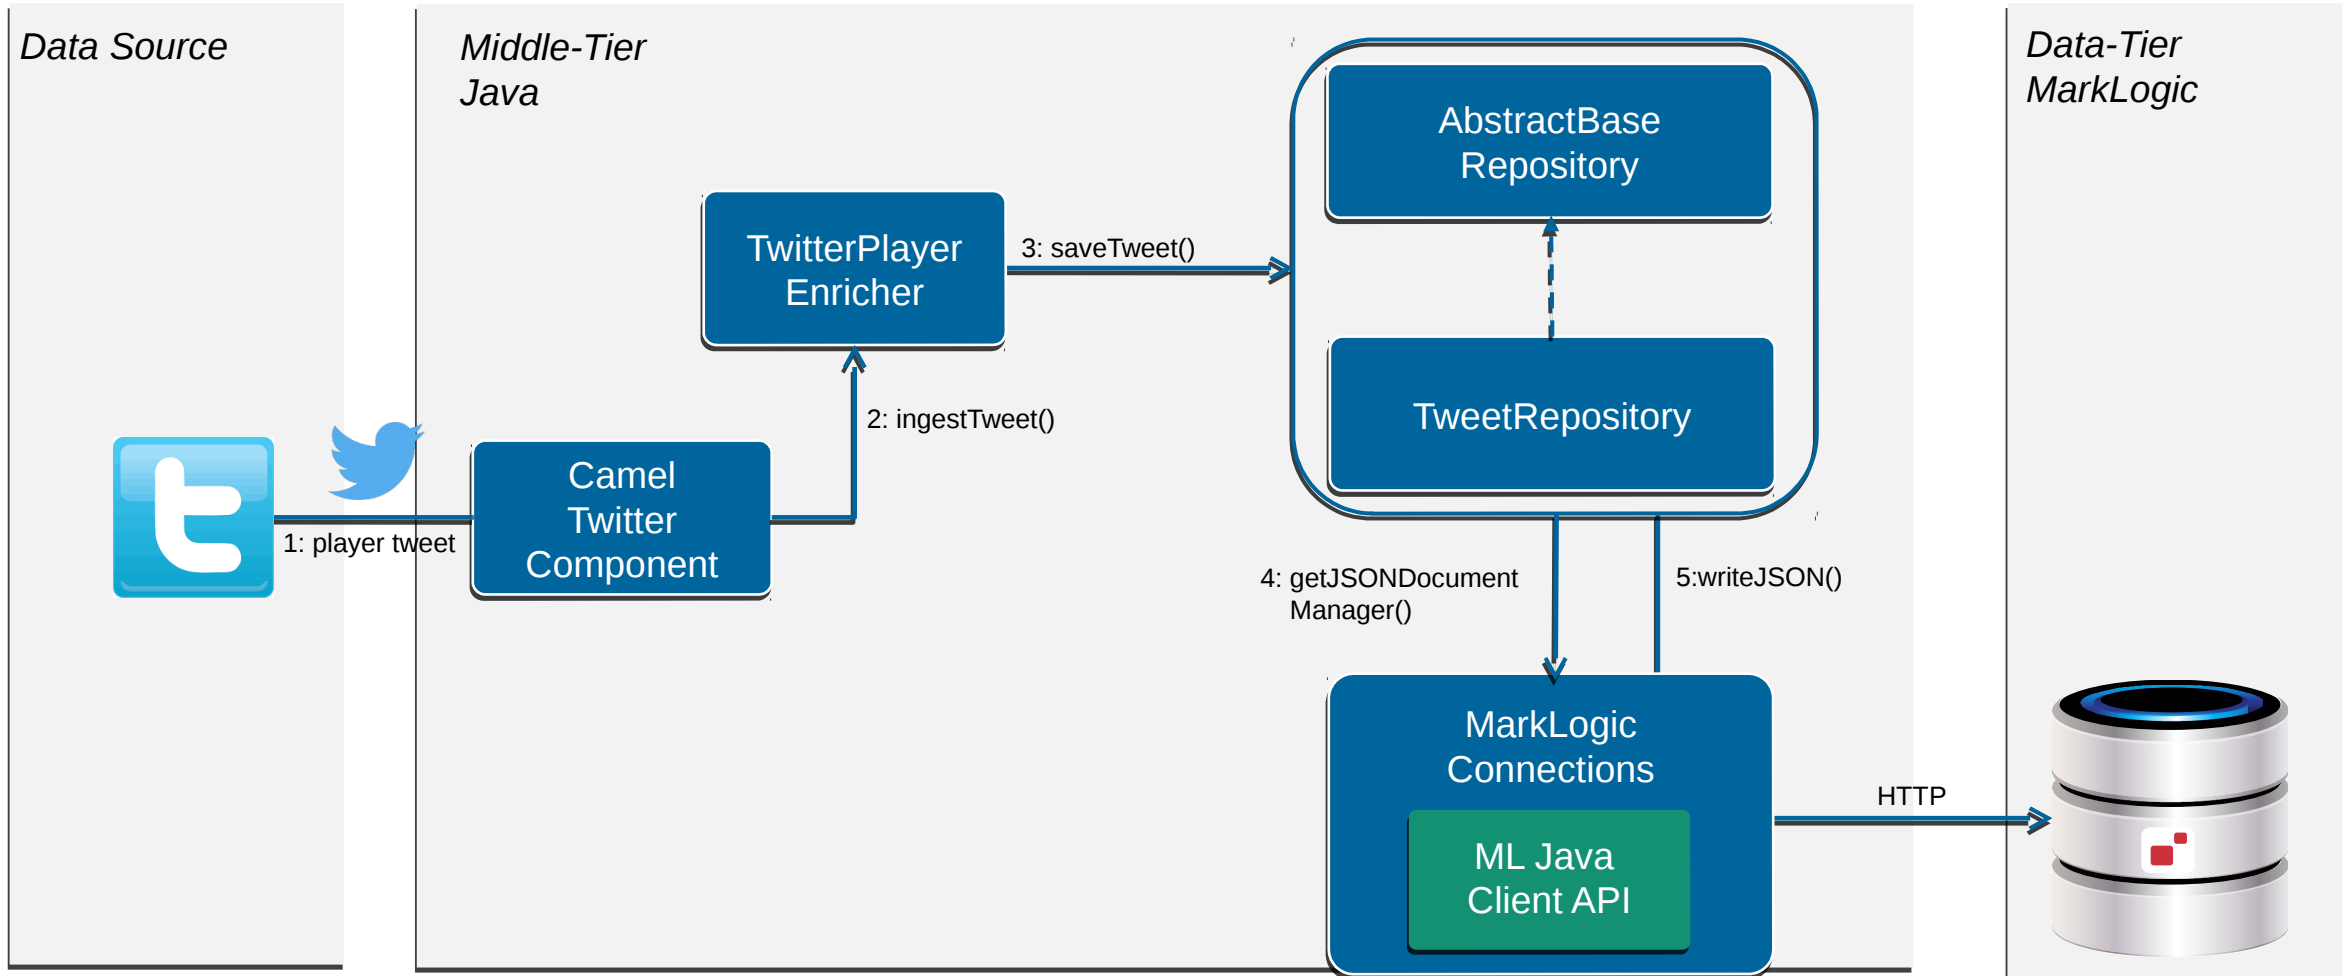 Data Source
Middle-Tier
Java
Data-Tier
MarkLogic
AbstractBase
Repository
TwitterPlayer
Enricher
3: saveTweet()
TweetRepository
2: ingestTweet()
Camel
Twitter
Component
1: player tweet
4: getJSONDocument
Manager()
5:writeJSON()
MarkLogic
Connections
HTTP
ML Java
Client API